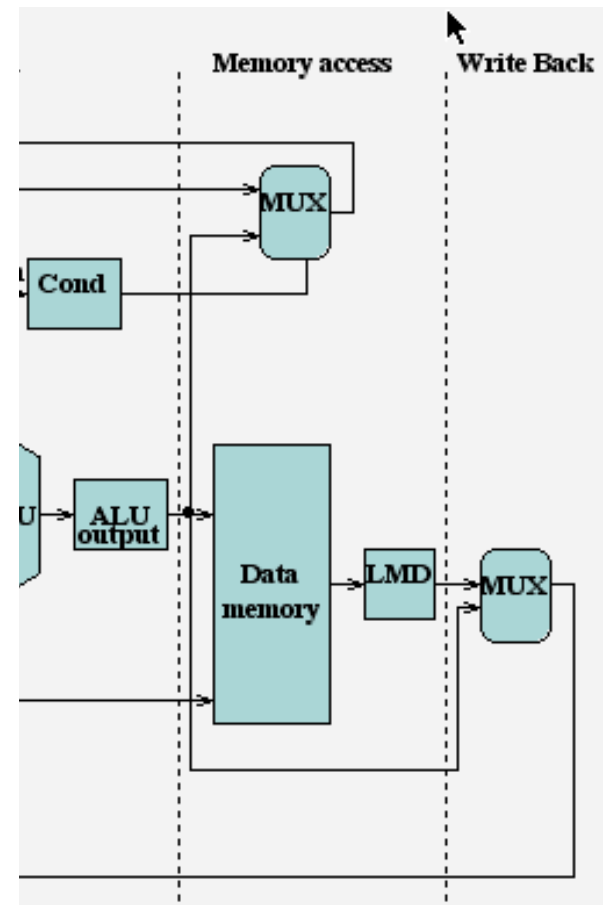 Memory access
Write Back
MUX
Cond
U
ALU
output
Data
memory
LMD
MUX